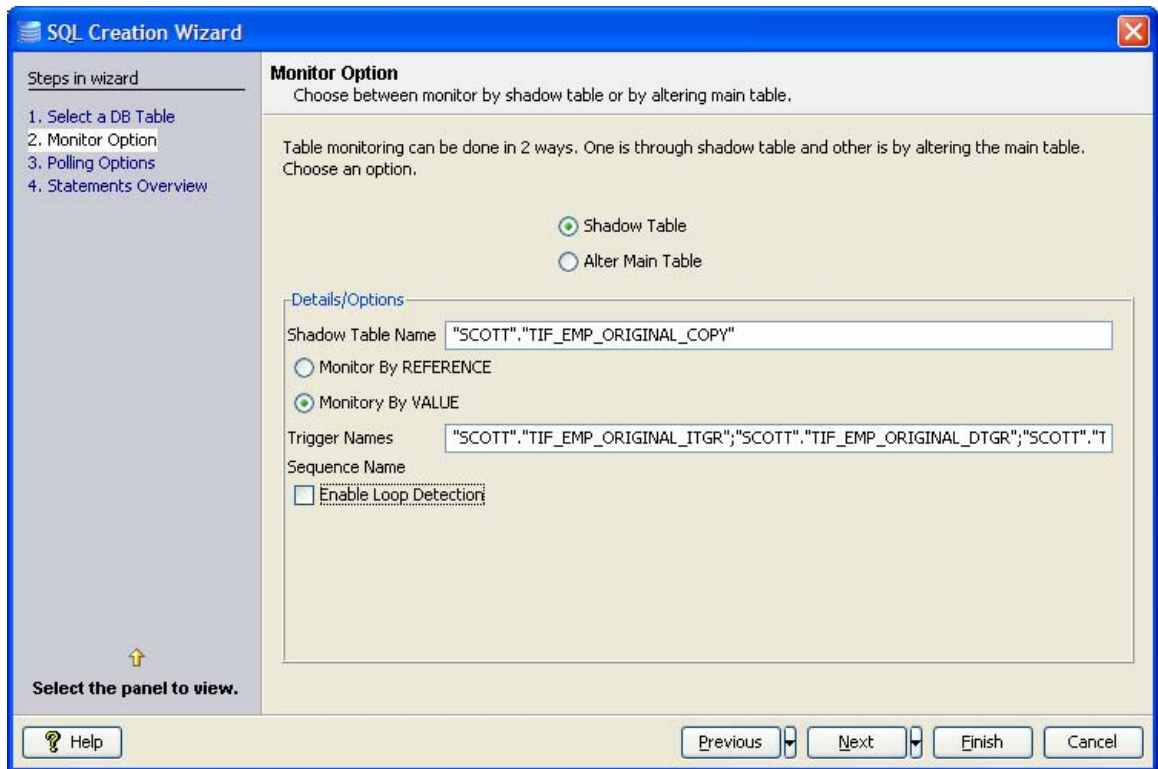 SQL Creation Wizard
Steps in wizard
1. Select a DB Table
2. Monitor Option
3. Polling Options
4. Statements Overview
Select the panel to view.
Monitor Option
Choose between monitor by shadow table or by altering main table.
Table monitoring can be done in 2 ways. One is through shadow table and other is by altering the main table.
Choose an option.
Shadow Table
Alter Main Table
Details/Options
Shadow Table Name "SCOTT"."TIF_EMP_ORIGINAL_COPY"
Monitor By REFERENCE
Monitory By VALUE
Trigger Names "SCOTT"."TIF_EMP_ORIGINAL_ITGR";"SCOTT"."TIF_EMP_ORIGINAL_DTGR";"SCOTT"."T
Sequence Name
Enable Loop Detection
Help Previous Next Finish Cancel